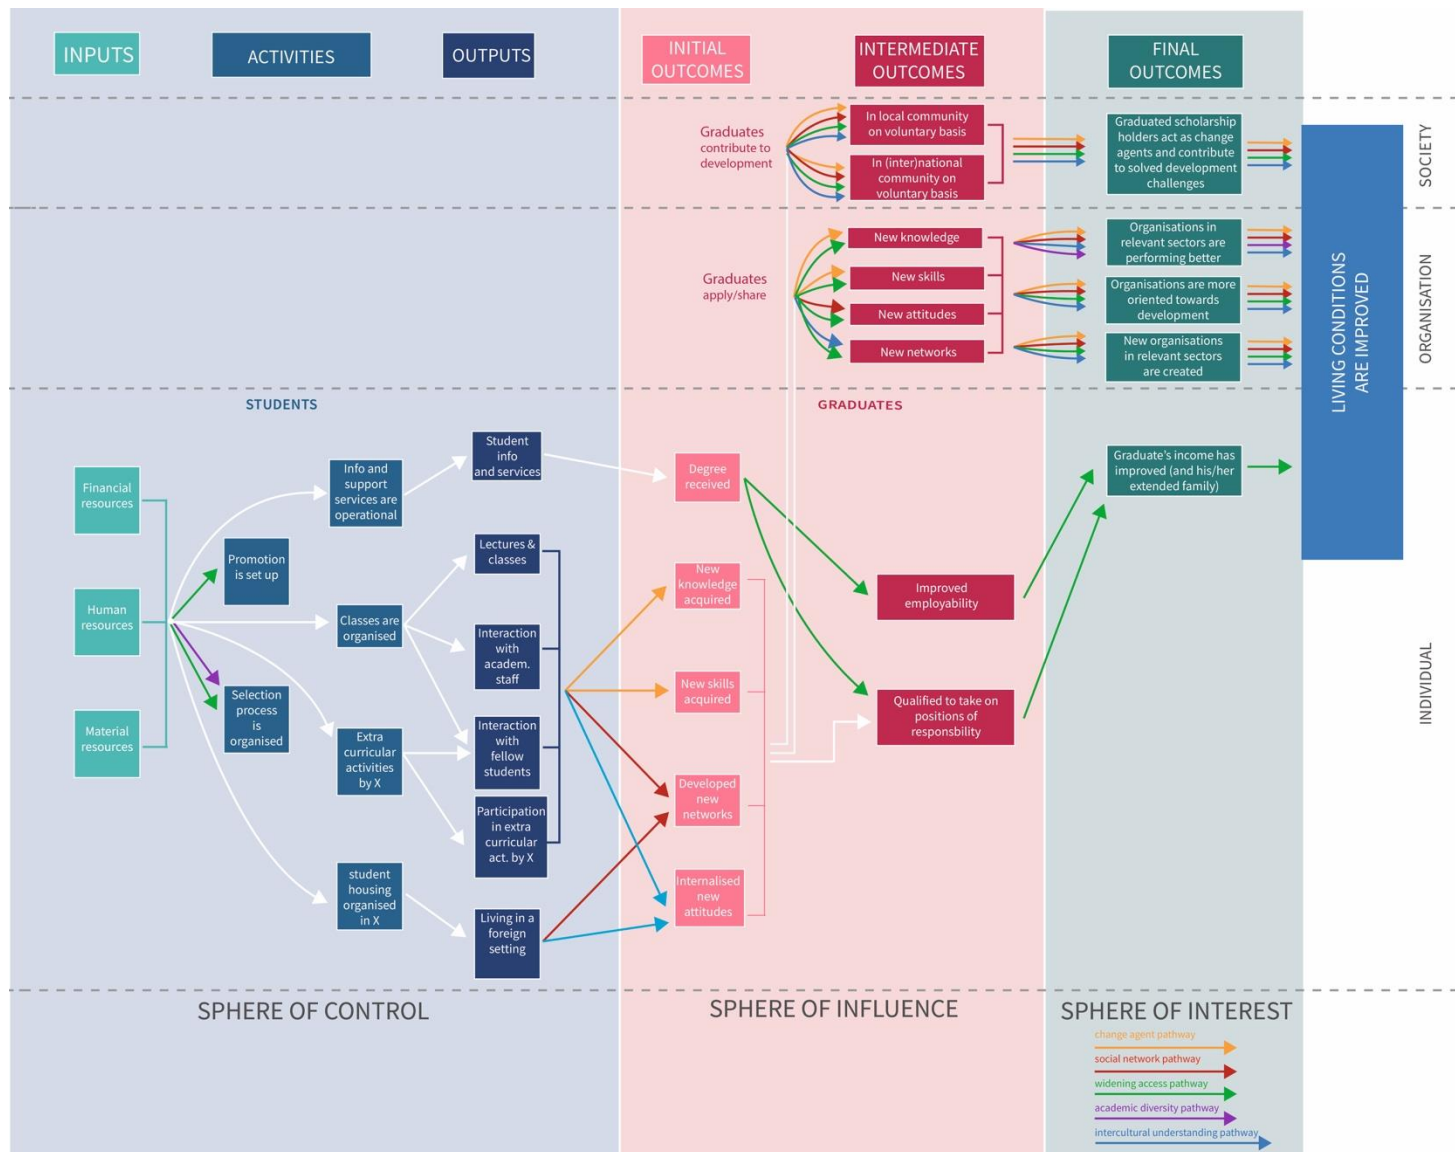 INPUTS
ACTIVITIES
OUTPUTS
INITIAL
OUTCOMES
INTERMEDIATE
OUTCOMES
FINAL
OUTCOMES
Graduates
contribute to
development
In local community
on voluntary basis
In (inter)national
community on
voluntary basis
Graduated scholarship
holders act as change
agents and contribute
to solved development
challenges
SOCIETY
Graduates
apply/share
New knowledge
New skills
New attitudes
New networks
Organisations in
relevant sectors are
performing better
Organisations are more
oriented towards
development
New organisations
in relevant sectors
are created
ORGANISATION
LIVING CONDITIONS
ARE IMPROVED
STUDENTS
GRADUATES
Financial
resources
Human
resources
Material
resources
Promotion
is set up
Selection
process
is
organised
Info and
support
services are
operational
Classes are
organised
Extra
curricular
activities
by X
student
housing
organised
in X
Student
info
and services
Lectures &
classes
Interaction
with
academ.
staff
Interaction
with
fellow
students
Participation
in extra
curricular
act. by X
Living in a
foreign
setting
Degree
received
New
knowledge
acquired
New skills
acquired
Developed
new
networks
Internalised
new
attitudes
Improved
employability
Qualified to take on
positions of
responsbility
Graduate's income has
improved (and his/her
extended family)
INDIVIDUAL
SPHERE OF CONTROL
SPHERE OF INFLUENCE
SPHERE OF INTEREST
change agent pathway
social network pathway
widening access pathway
academic diversity pathway
intercultural understanding pathway